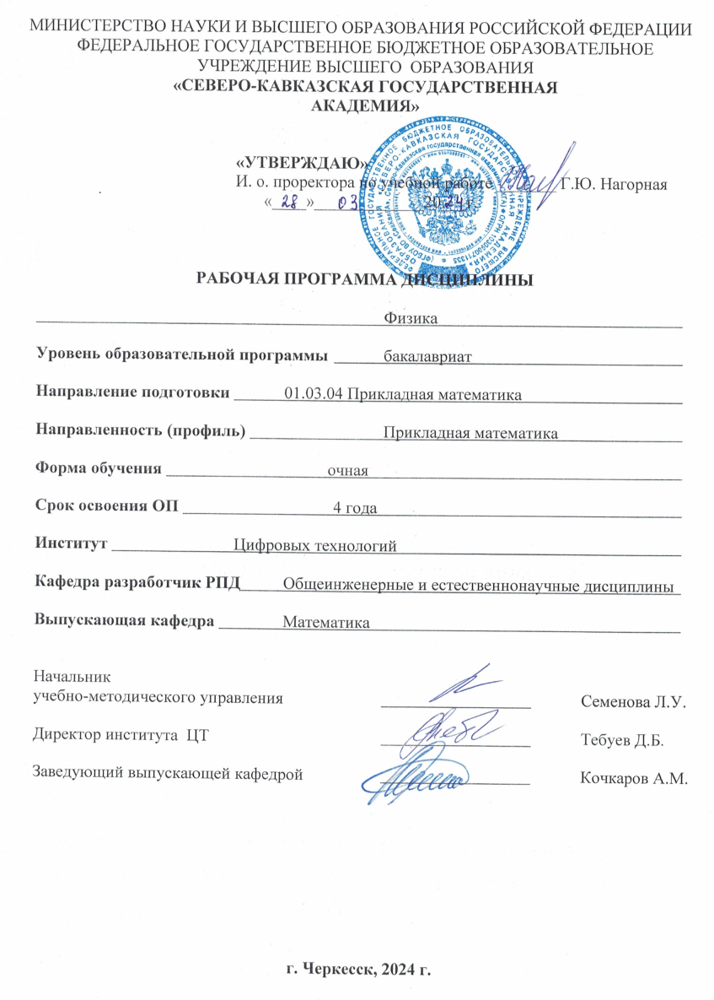 МИНИСТЕРСТВО НАУКИ И ВЫСШЕГО ОБРАЗОВАНИЯ РОССИЙСКОЙ ФЕДЕРАЦИИ
ФЕДЕРАЛЬНОЕ ГОСУДАРСТВЕННОЕ БЮДЖЕТНОЕ ОБРАЗОВАТЕЛЬНОЕ
УЧРЕЖДЕНИЕ ВЫСШЕГО ОБРАЗОВАНИЯ
«СЕВЕРО-КАВКАЗСКАЯ ГОСУДАРСТВЕННАЯ
АКАДЕМИЯ»
«УТВЕРЖДАЮ»
И. о. проректора по учебной работе Г.Ю. Нагорная
« 28 » 03 2024 г.
РАБОЧАЯ ПРОГРАММА ДИСЦИПЛИНЫ
Физика
Уровень образовательной программы бакалавриат
Направление подготовки 01.03.04 Прикладная математика
Направленность (профиль) Прикладная математика
Форма обучения очная
Срок освоения ОП 4 года
Институт Цифровых технологий
Кафедра разработчик РПД Общеинженерные и естественнонаучные дисциплины
Выпускающая кафедра Математика
Начальник
учебно-методического управления Семенова Л.У.
Директор института ЦТ Тебуев Д.Б.
Заведующий выпускающей кафедрой Кочкаров А.М.
г. Черкесск, 2024 г.